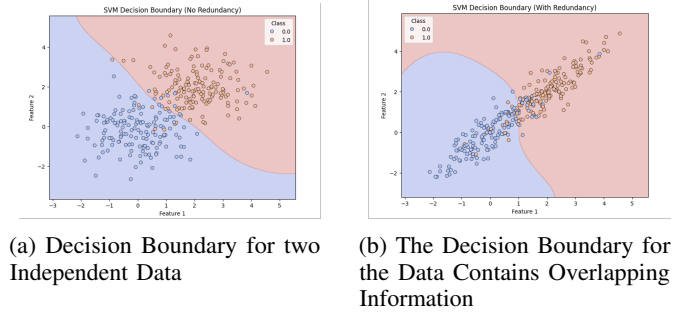 SVM Decision Boundary (No Redundancy)
Class
0.0
1.0
4
2
0
−2
Feature 2
−3 −2 −1 0 1 2 3 4 5
Feature 1
(a) Decision Boundary for two
Independent Data
SVM Decision Boundary (With Redundancy)
Class
0.0
1.0
4
2
0
−2
Feature 2
−3 −2 −1 0 1 2 3 4 5
Feature 1
(b) The Decision Boundary for
the Data Contains Overlapping
Information